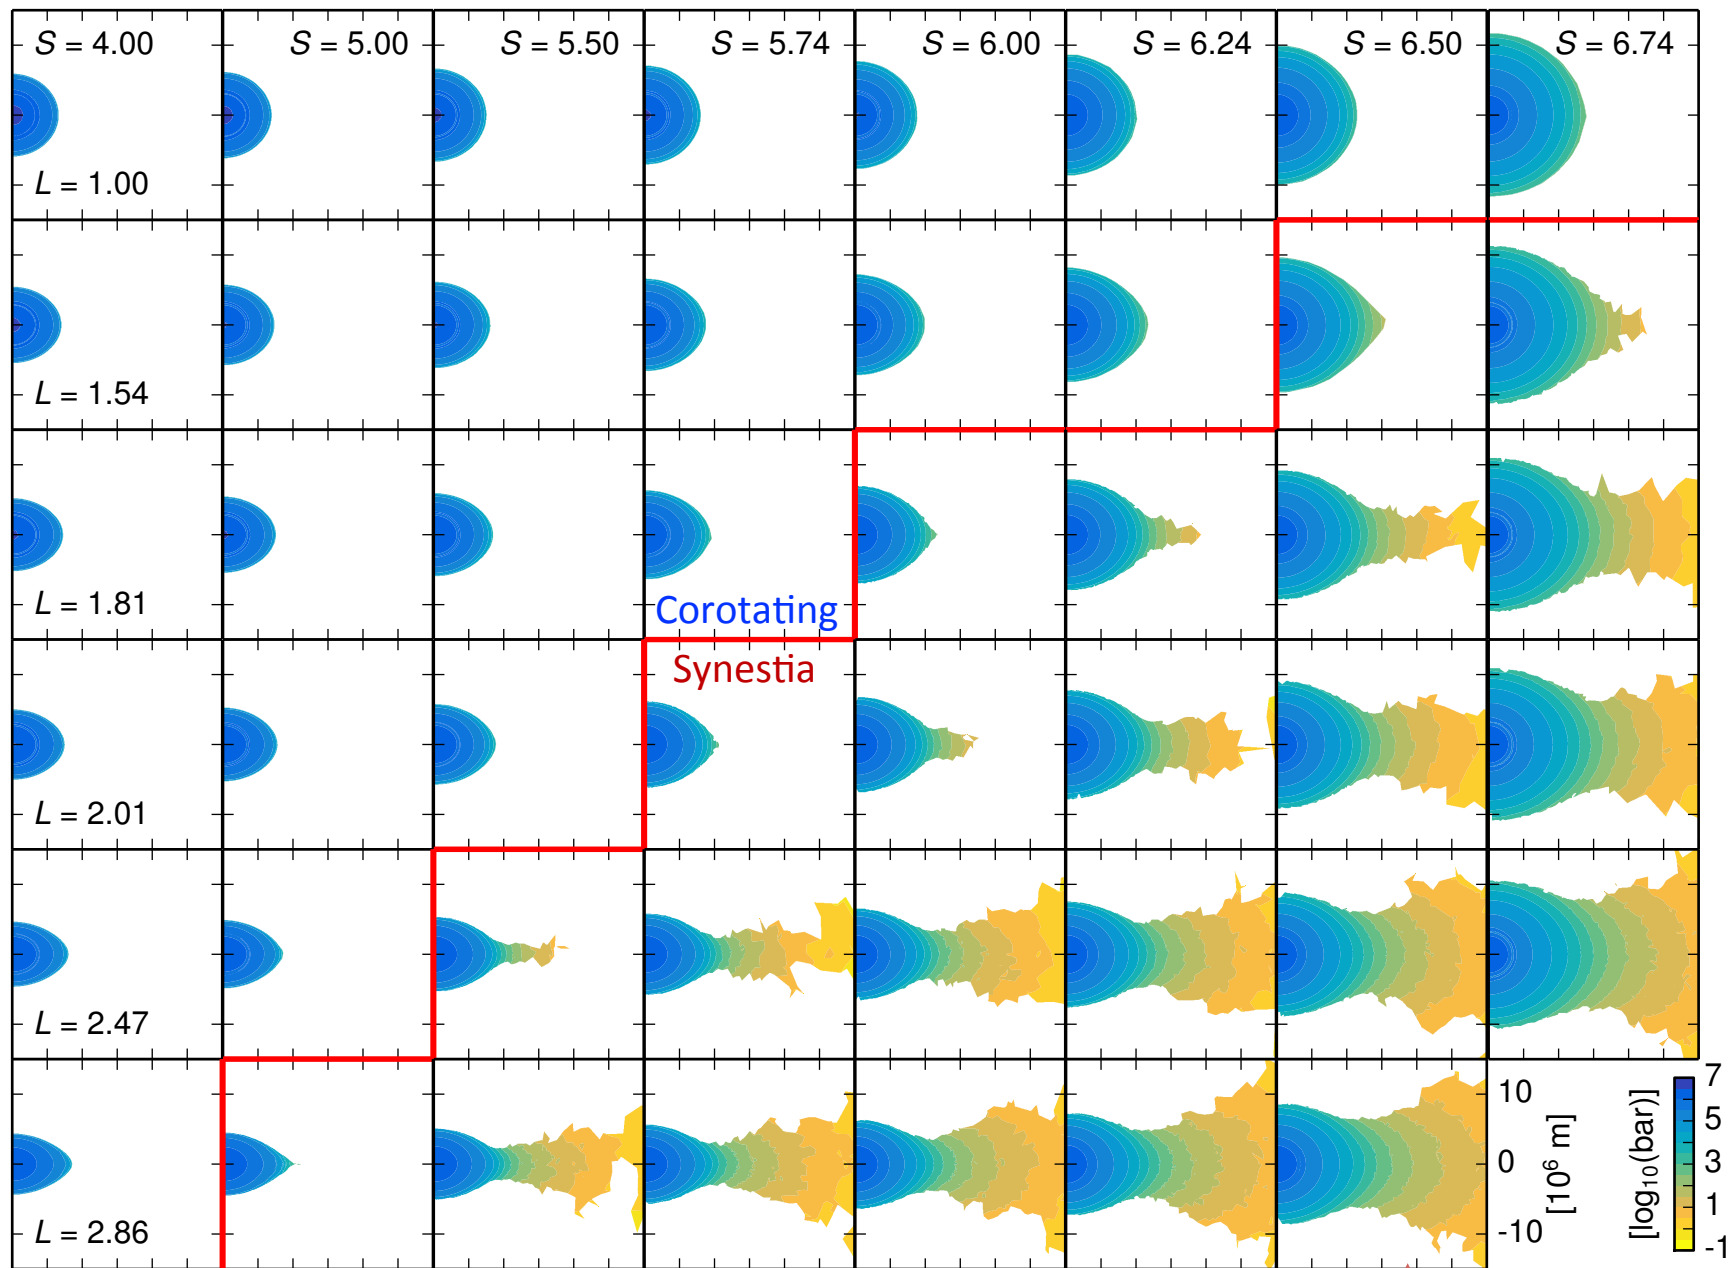 S = 4.00
S = 5.00
S = 5.50
S = 5.74
S = 6.00
S = 6.24
S = 6.50
S = 6.74
L = 1.00
L = 1.54
L = 1.81
Corotating
Synestia
L = 2.01
L = 2.47
L = 2.86
10
0
-10
[10⁶ m]
[log₁₀(bar)]
7
5
3
1
-1